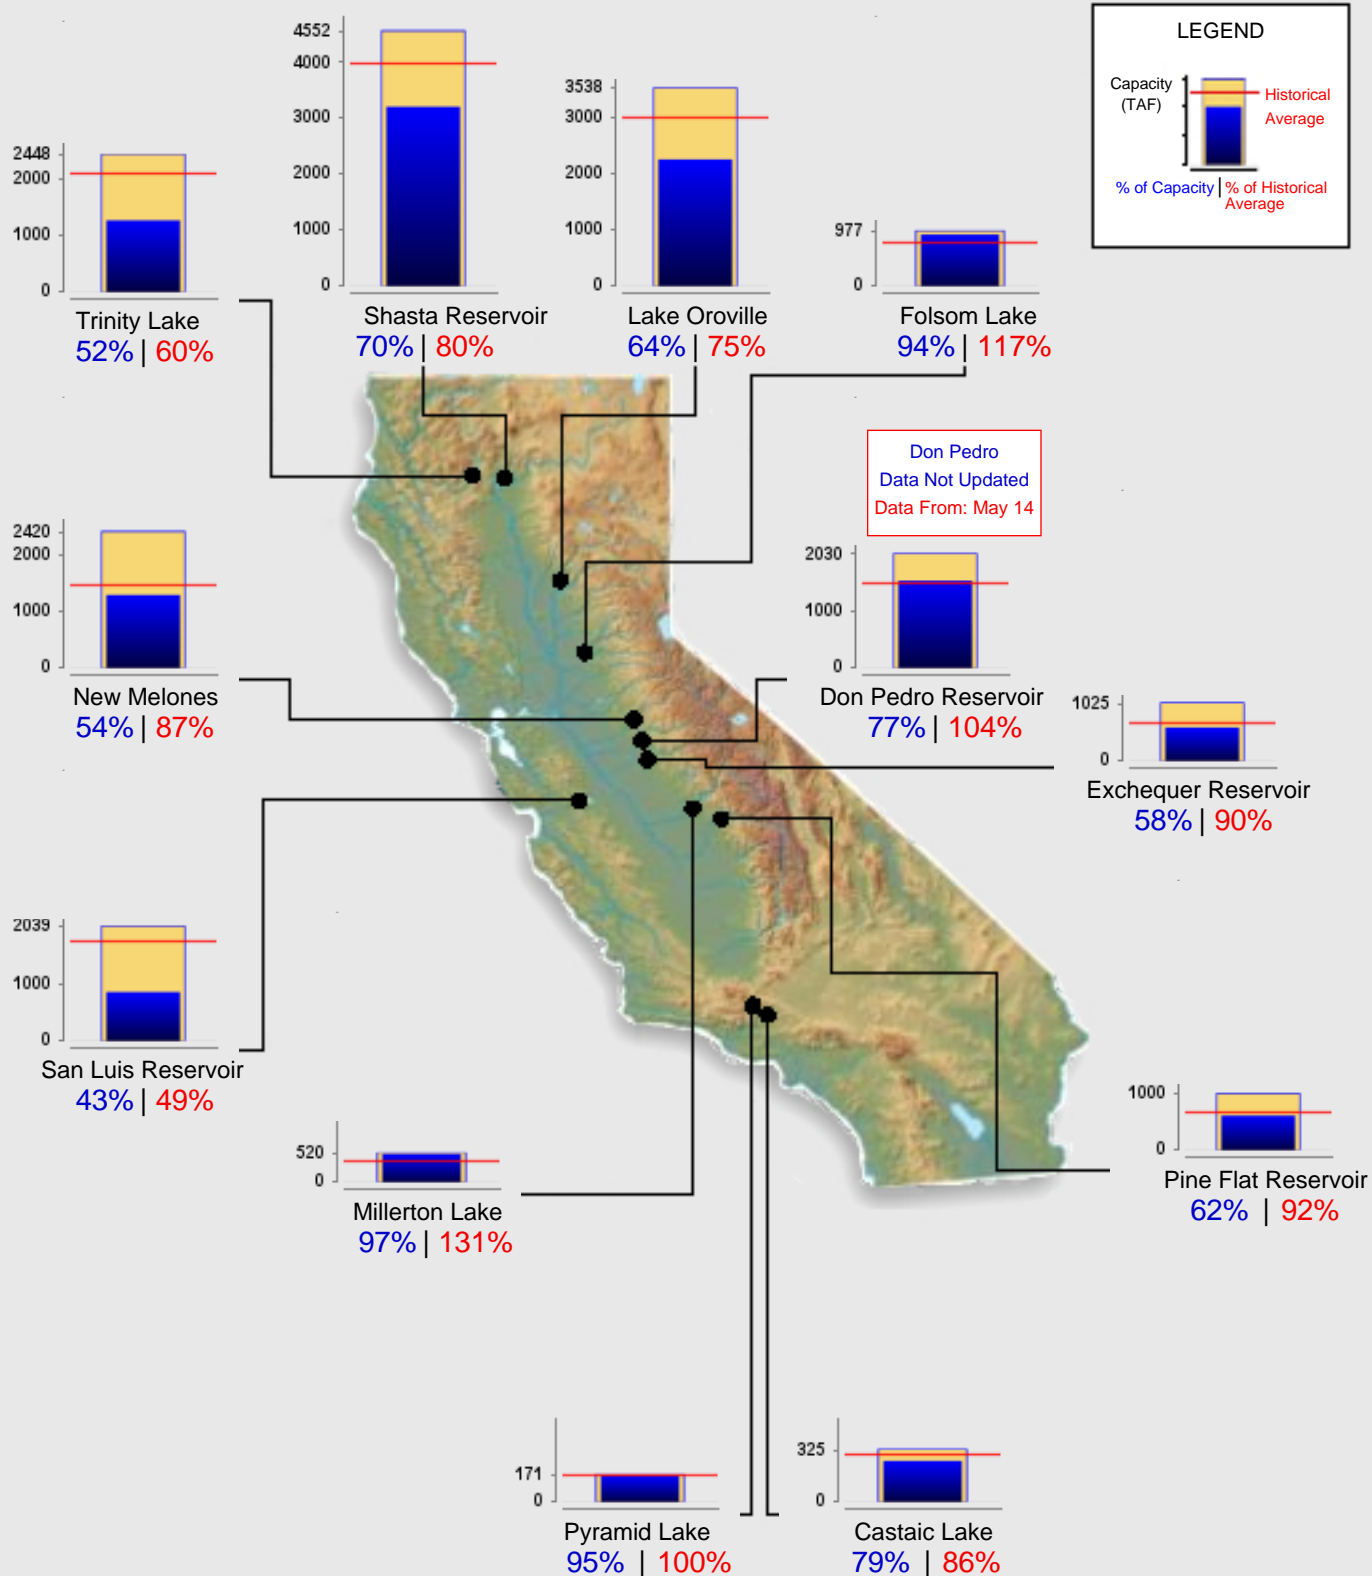 LEGEND
Capacity
(TAF)
Historical
Average
% of Capacity | % of Historical
Average
4552
4000
3000
2000
1000
0
Shasta Reservoir
70% | 80%
3538
3000
2000
1000
0
Lake Oroville
64% | 75%
2448
2000
1000
0
Trinity Lake
52% | 60%
977
0
Folsom Lake
94% | 117%
Don Pedro
Data Not Updated
Data From: May 14
2420
2000
1000
0
New Melones
54% | 87%
2030
1000
0
Don Pedro Reservoir
77% | 104%
1025
0
Exchequer Reservoir
58% | 90%
2039
1000
0
San Luis Reservoir
43% | 49%
520
0
Millerton Lake
97% | 131%
1000
0
Pine Flat Reservoir
62% | 92%
171
0
Pyramid Lake
95% | 100%
325
0
Castaic Lake
79% | 86%